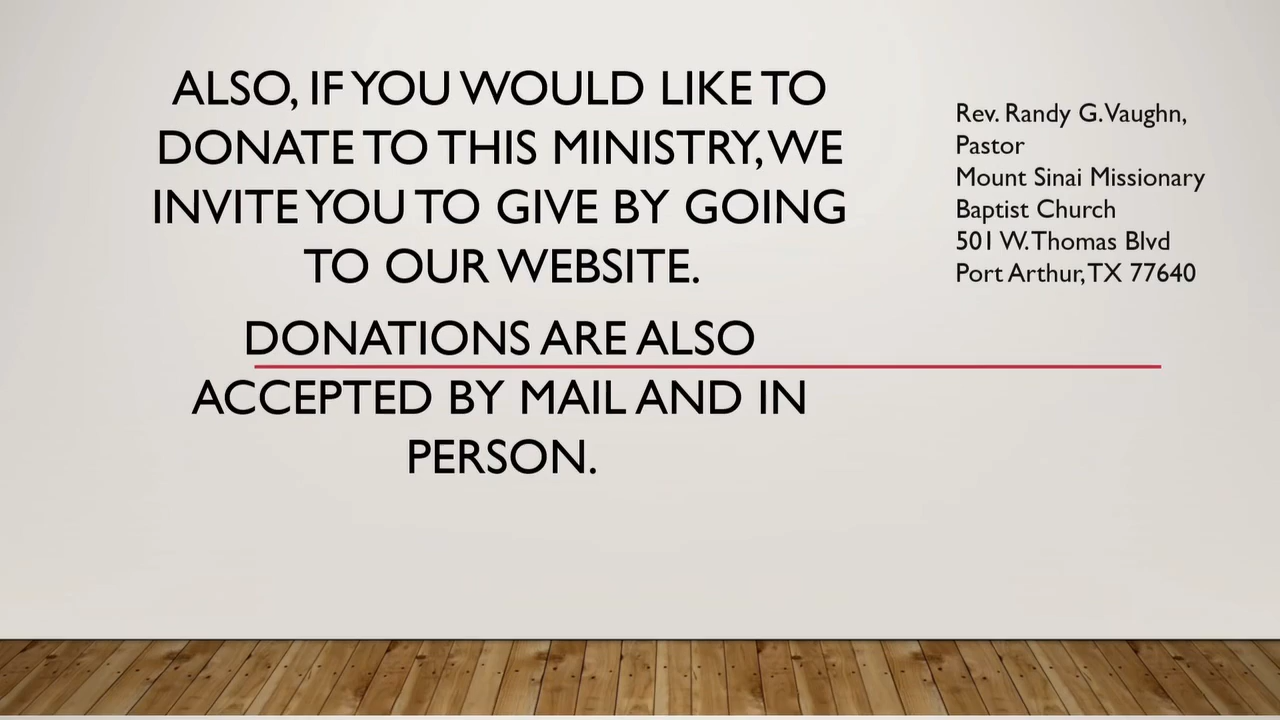 ALSO, IF YOU WOULD LIKE TO
DONATE TO THIS MINISTRY, WE
INVITE YOU TO GIVE BY GOING
TO OUR WEBSITE.
DONATIONS ARE ALSO
ACCEPTED BY MAIL AND IN
PERSON.
Rev. Randy G. Vaughn,
Pastor
Mount Sinai Missionary
Baptist Church
501 W. Thomas Blvd
Port Arthur, TX 77640